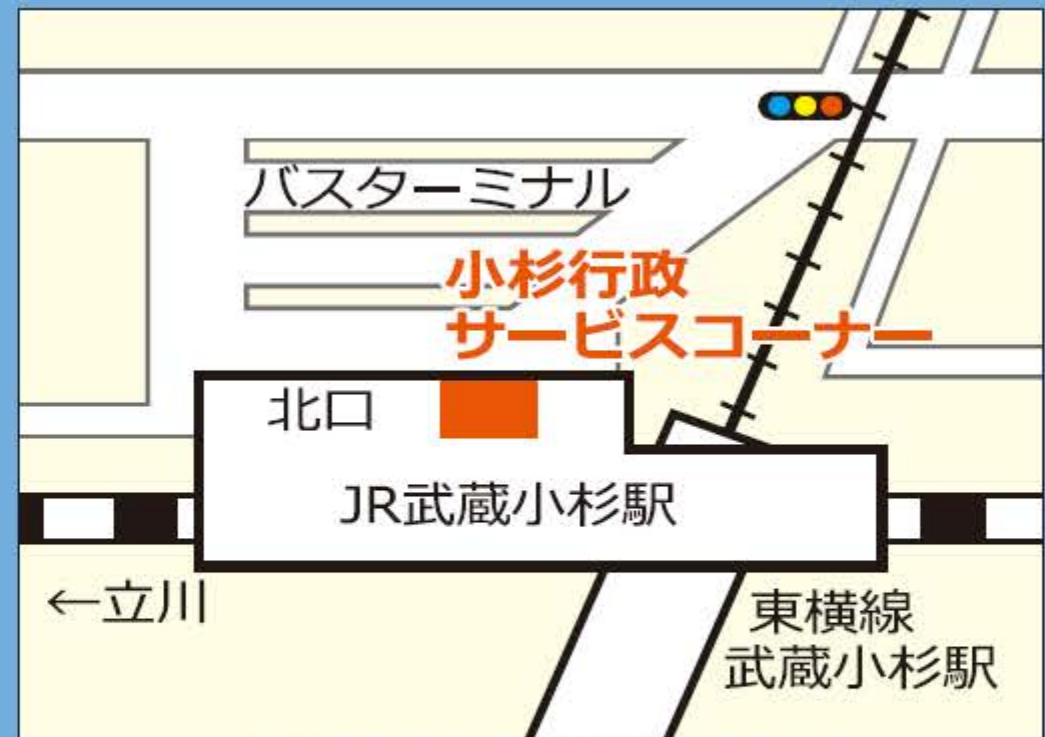 バスターミナル
小杉行政
サービスコーナー
北口
JR武蔵小杉駅
←立川
東横線
武蔵小杉駅